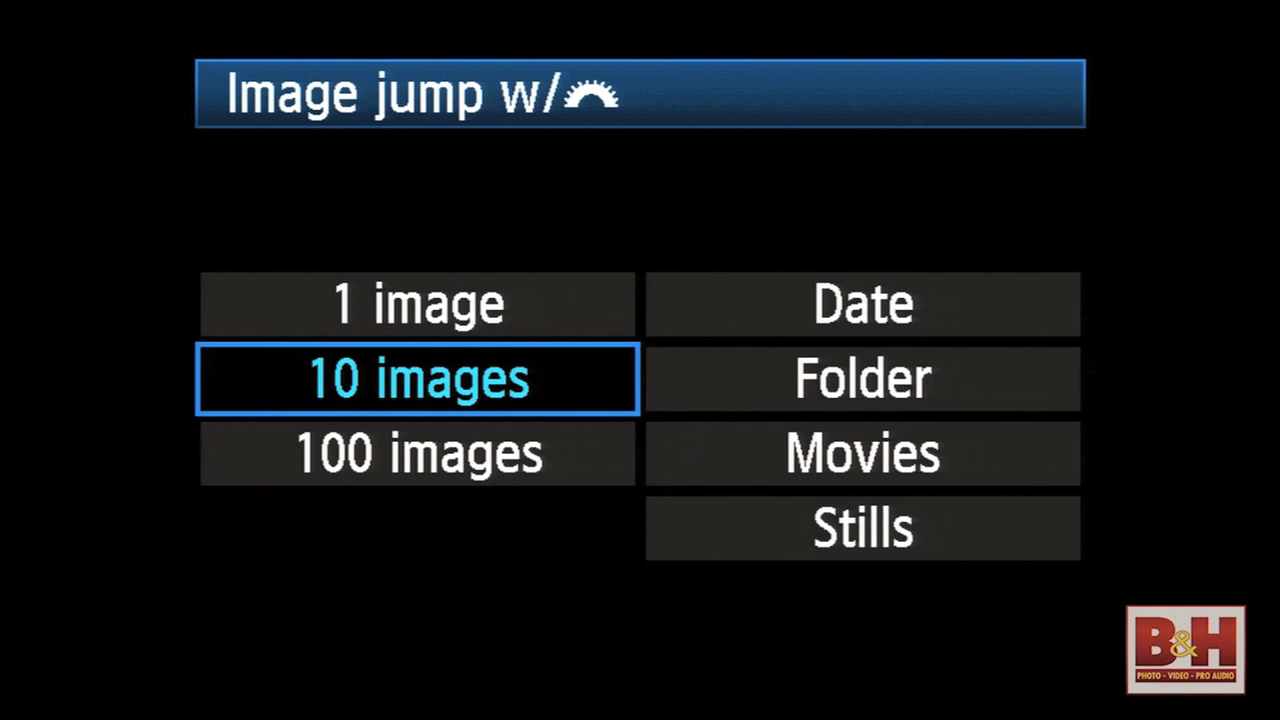 Image jump w/
1 image
10 images
100 images
Date
Folder
Movies
Stills
B&H
PHOTO - VIDEO - PRO AUDIO